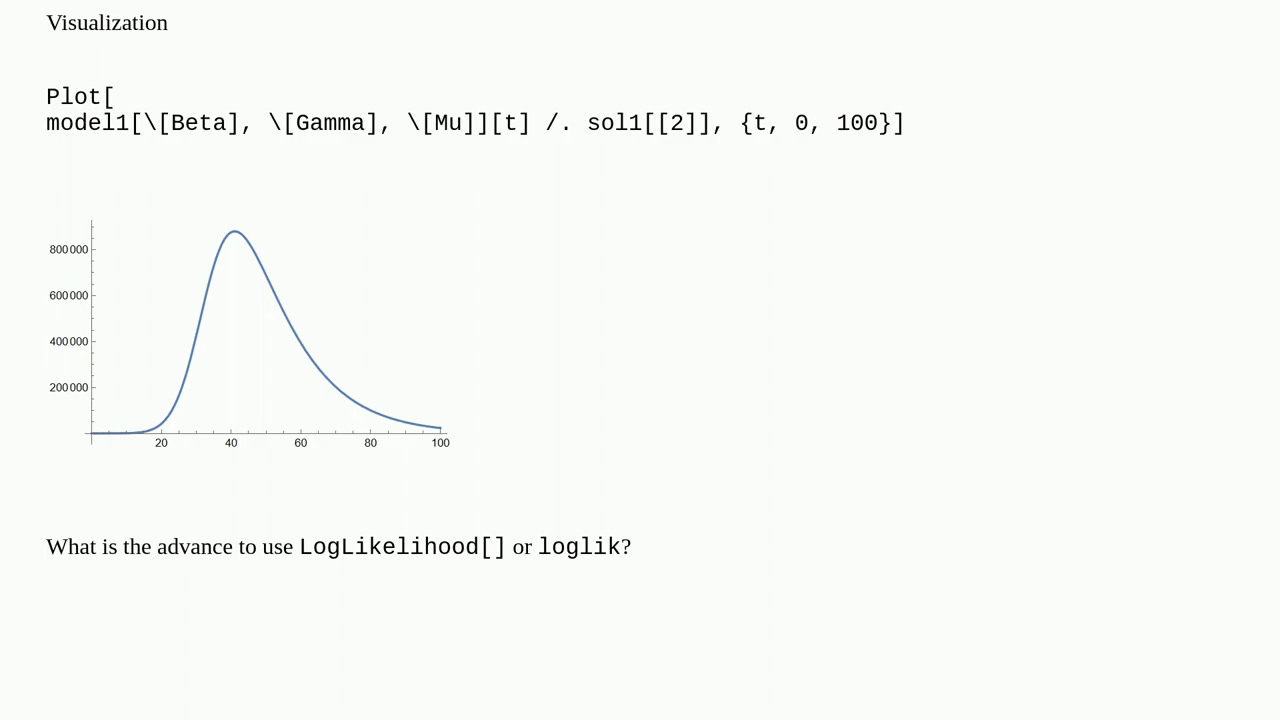 Visualization
Plot[
model1[\[Beta], \[Gamma], \[Mu]][t] /. sol1[[2]], {t, 0, 100}]
800000
600000
400000
200000
20 40 60 80 100
What is the advance to use LogLikelihood[] or loglik?